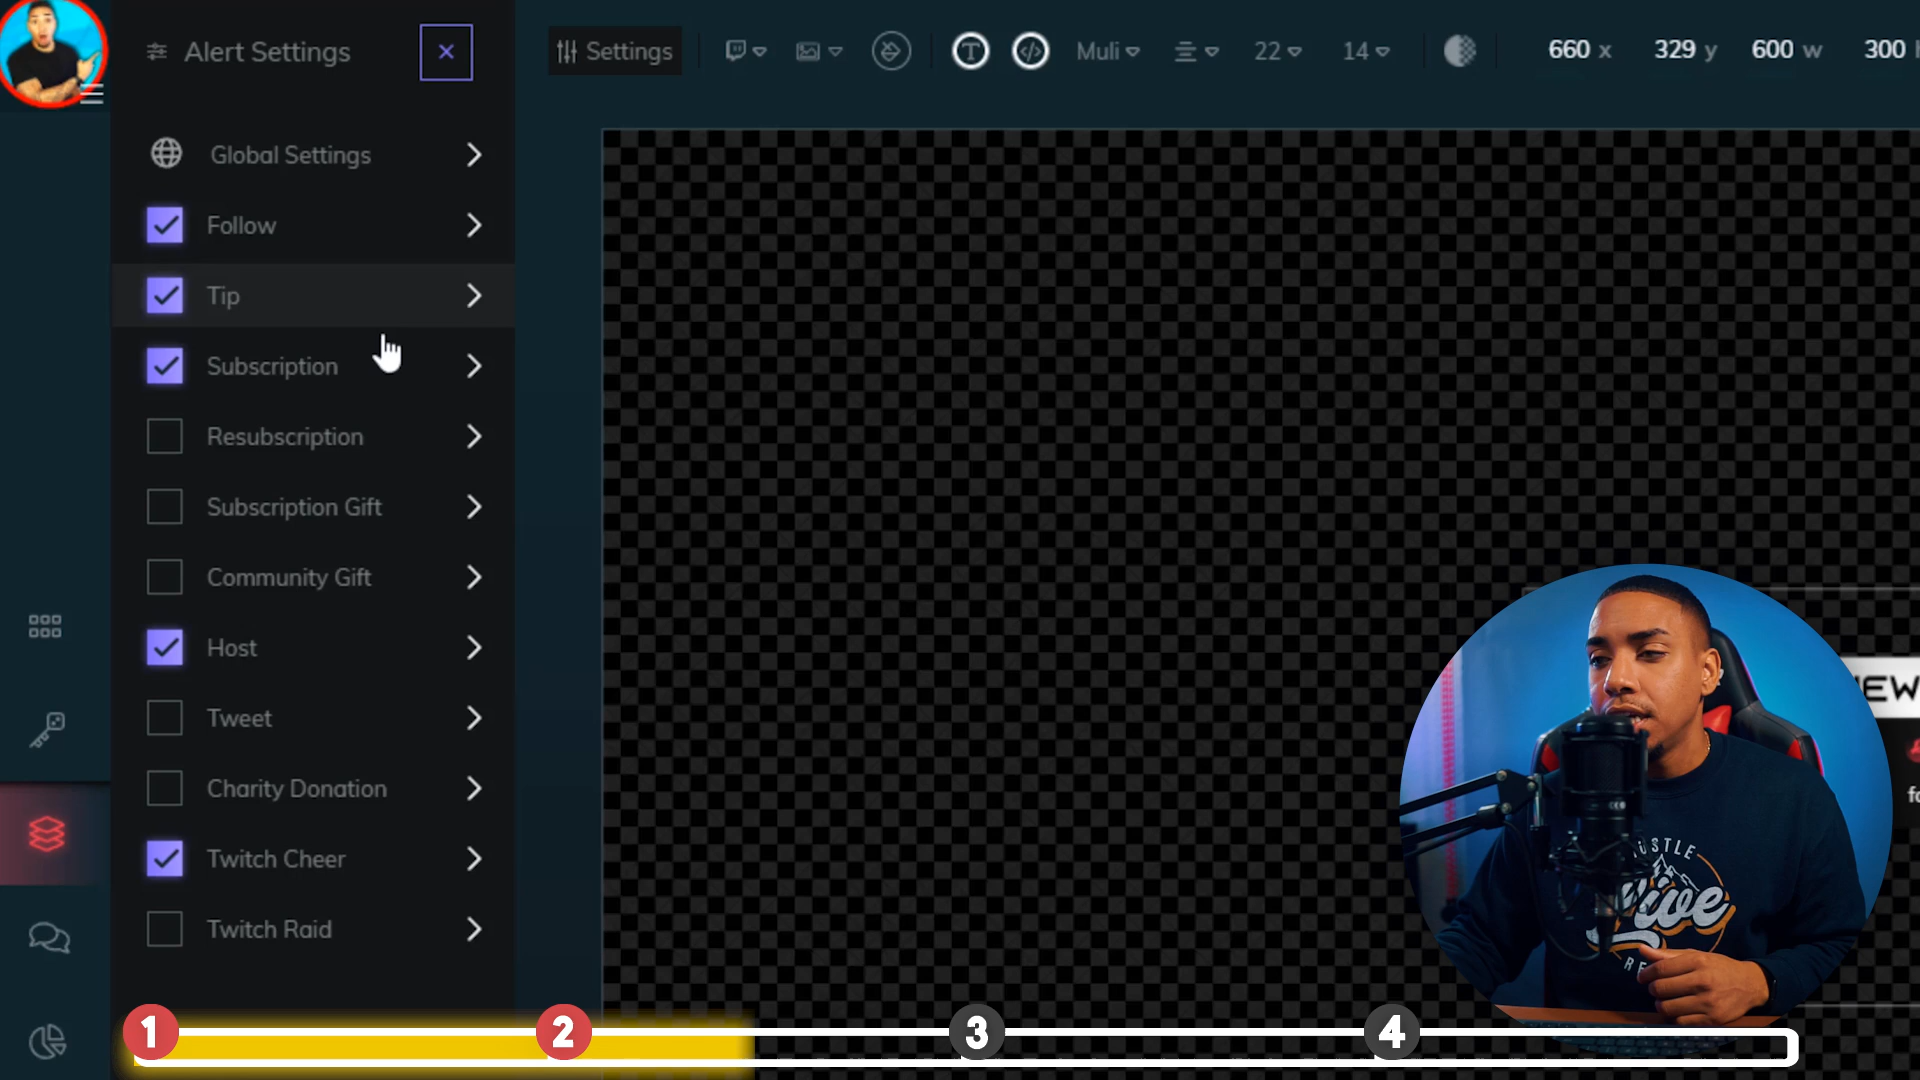 Alert Settings
Settings
Muli
22
14
660 x
329 y
600 w
300
Global Settings
Follow
Tip
Subscription
Resubscription
Subscription Gift
Community Gift
Host
Tweet
Charity Donation
Twitch Cheer
Twitch Raid
Live
1
2
3
4